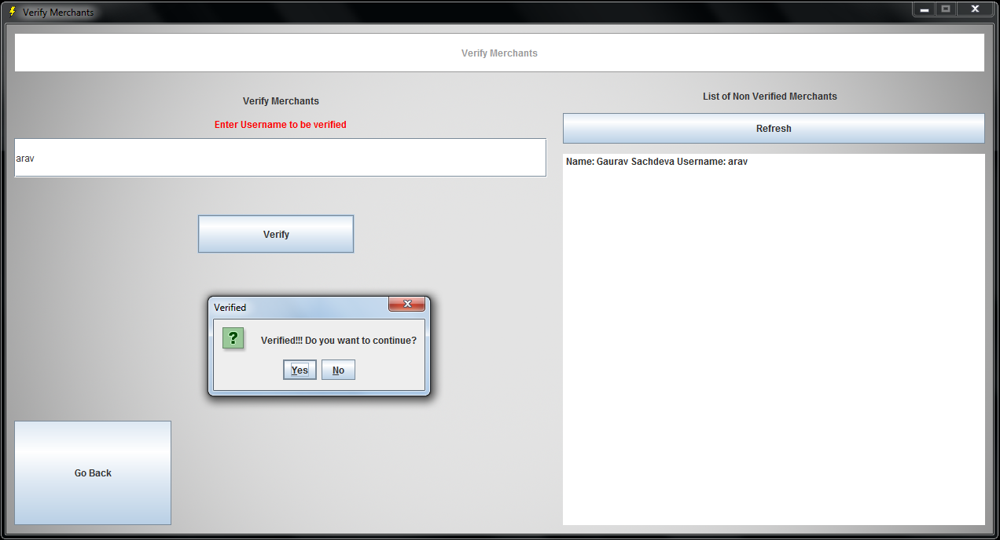 Verify Merchants
Verify Merchants
Verify Merchants
Enter Username to be verified
arav
Verify
List of Non Verified Merchants
Refresh
Name: Gaurav Sachdeva Username: arav
Verified
Verified!!! Do you want to continue?
Yes No
Go Back